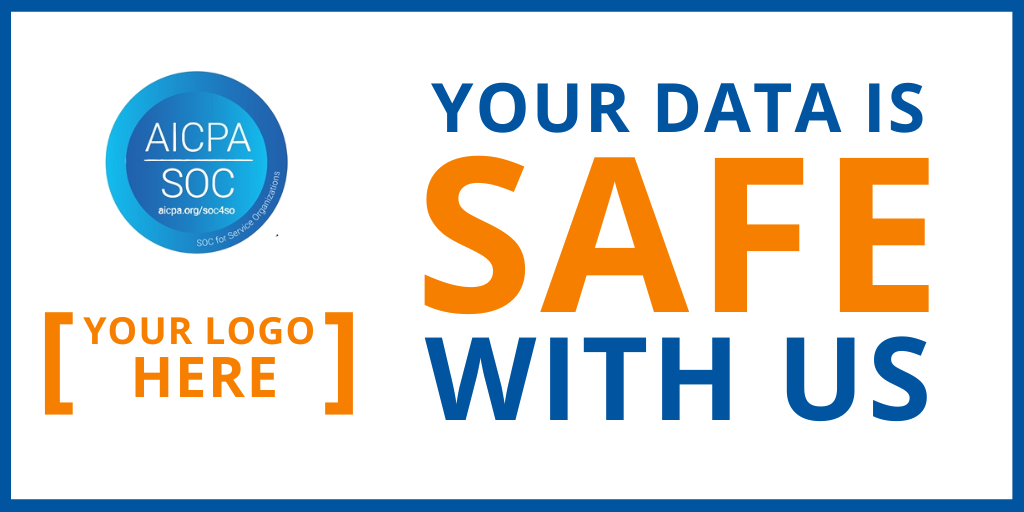 AICPA
SOC
aicpa.org/soc4so
SOC for Service Organizations
[YOUR LOGO
HERE]
YOUR DATA IS
SAFE
WITH US